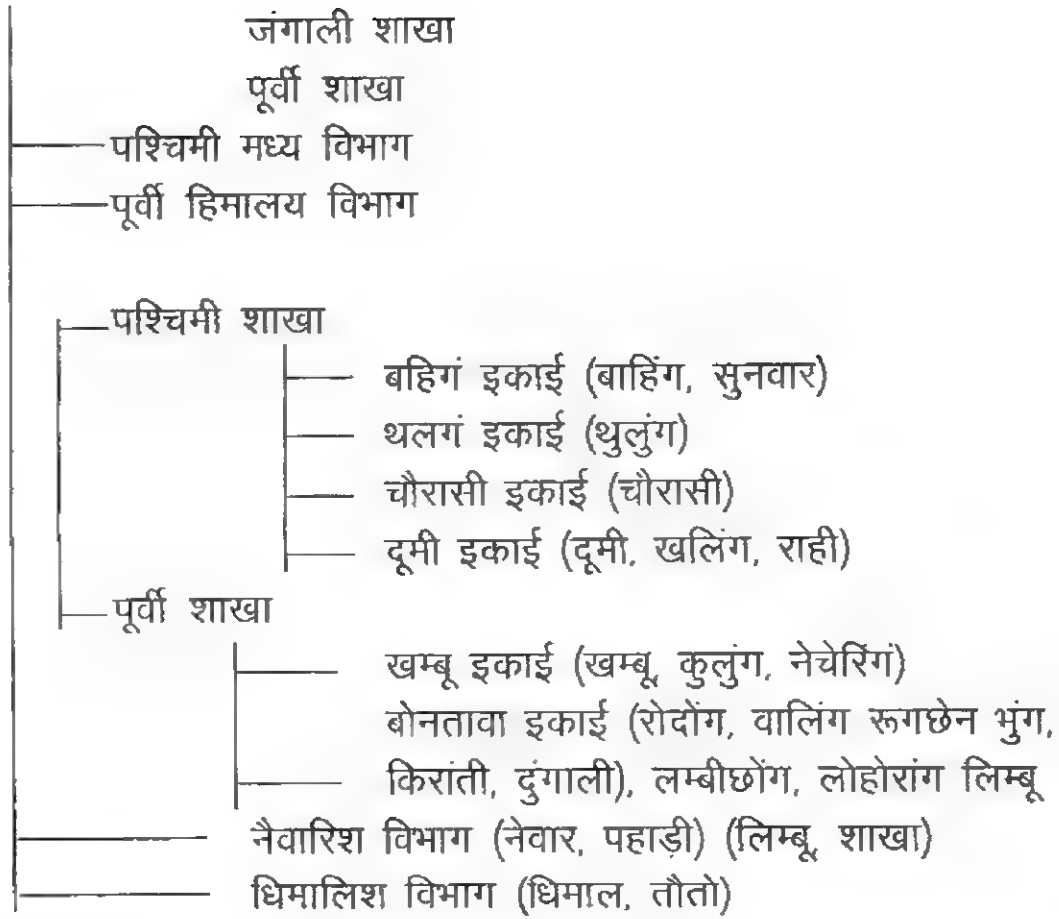 जंगाली शाखा
पूर्वी शाखा
पश्चिमी मध्य विभाग
पूर्वी हिमालय विभाग
पश्चिमी शाखा
बहिगं इकाई (बाहिंग, सुनवार)
थलगं इकाई (थुलुंग)
चौरासी इकाई (चौरासी)
दूमी इकाई (दूमी, खलिंग, राही)
पूर्वी शाखा
खम्बू इकाई (खम्बू, कुलुंग, नेचेरिंग)
बोनतावा इकाई (रोदोंग, वालिंग रूगछेन भुंग,
किरांती, दुंगाली), लम्बीछोंग, लोहोरांग लिम्बू
नैवारिश विभाग (नेवार, पहाड़ी) (लिम्बू, शाखा)
धिमालिश विभाग (धिमाल, तौतो)